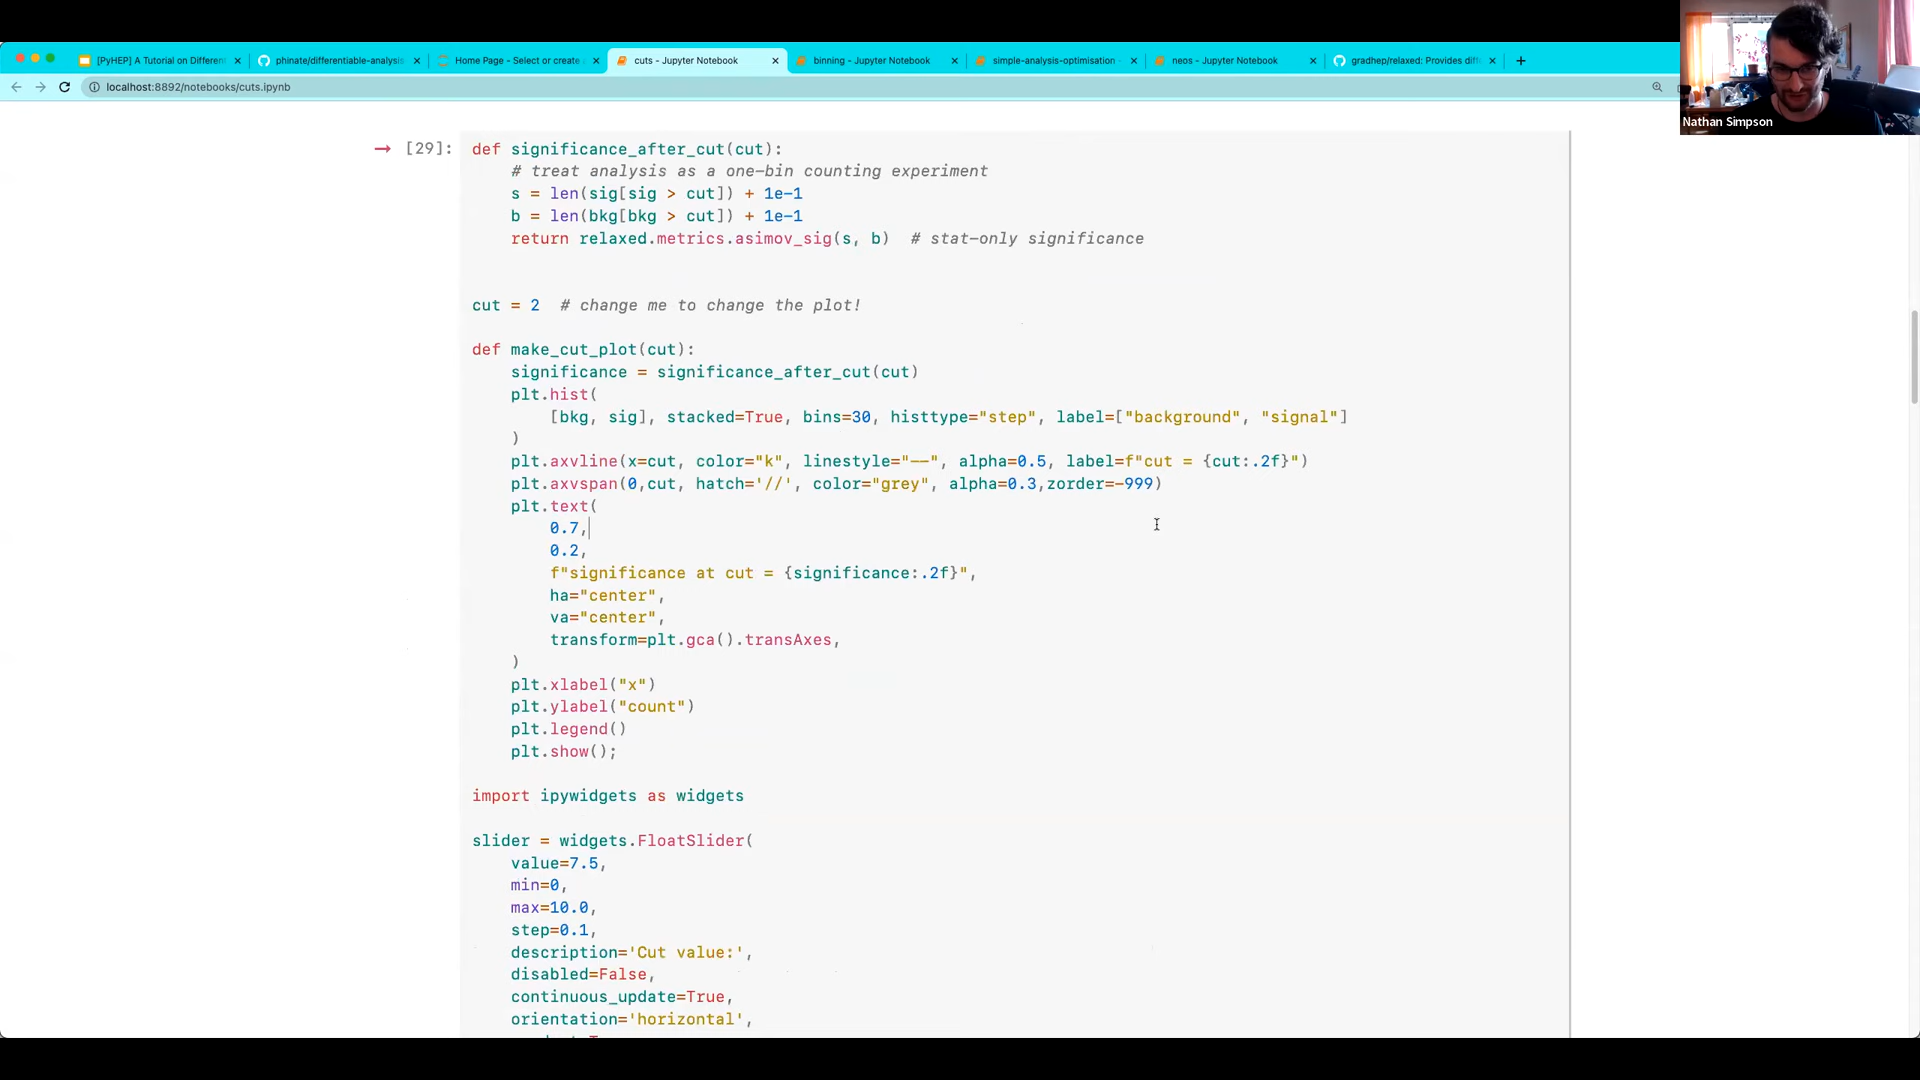 [PyHEP] A Tutorial on Different
phinate/differentiable-analysis
Home Page - Select or create
cuts - Jupyter Notebook
binning - Jupyter Notebook
simple-analysis-optimisation -
neos - Jupyter Notebook
gradhep/relaxed: Provides diff
localhost:8892/notebooks/cuts.ipynb
Nathan Simpson
[29]:
def significance_after_cut(cut):
# treat analysis as a one-bin counting experiment
s = len(sig[sig > cut]) + 1e-1
b = len(bkg[bkg > cut]) + 1e-1
return relaxed.metrics.asimov_sig(s, b)  # stat-only significance
cut = 2  # change me to change the plot!
def make_cut_plot(cut):
significance = significance_after_cut(cut)
plt.hist(
[bkg, sig], stacked=True, bins=30, histtype="step", label=["background", "signal"]
)
plt.axvline(x=cut, color="k", linestyle="--", alpha=0.5, label=f"cut = {cut:.2f}")
plt.axvspan(0,cut, hatch='//', color="grey", alpha=0.3,zorder=-999)
plt.text(
0.7,
0.2,
f"significance at cut = {significance:.2f}",
ha="center",
va="center",
transform=plt.gca().transAxes,
)
plt.xlabel("x")
plt.ylabel("count")
plt.legend()
plt.show();
import ipywidgets as widgets
slider = widgets.FloatSlider(
value=7.5,
min=0,
max=10.0,
step=0.1,
description='Cut value:',
disabled=False,
continuous_update=True,
orientation='horizontal',